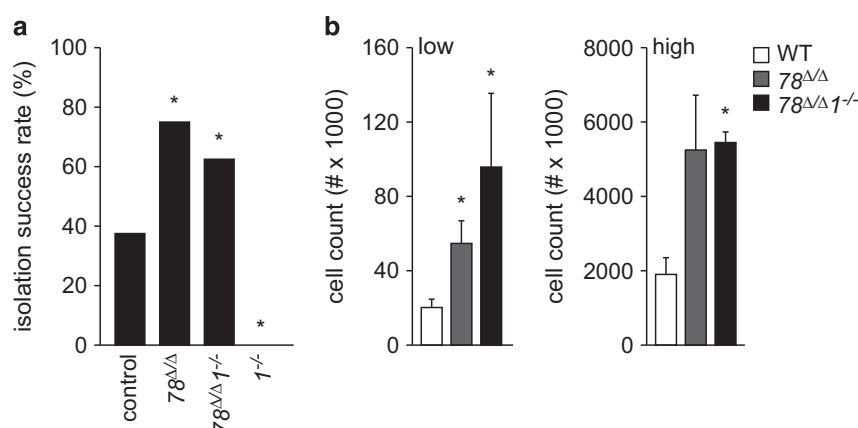 a
isolation success rate (%)
100
80
60
40
20
0
*
*
*
control
78Δ/Δ
78Δ/Δ1-/-
1-/-
b
low
cell count (# x 1000)
160
120
80
40
0
*
*
high
cell count (# x 1000)
8000
6000
4000
2000
0
*
WT
78Δ/Δ
78Δ/Δ1-/-